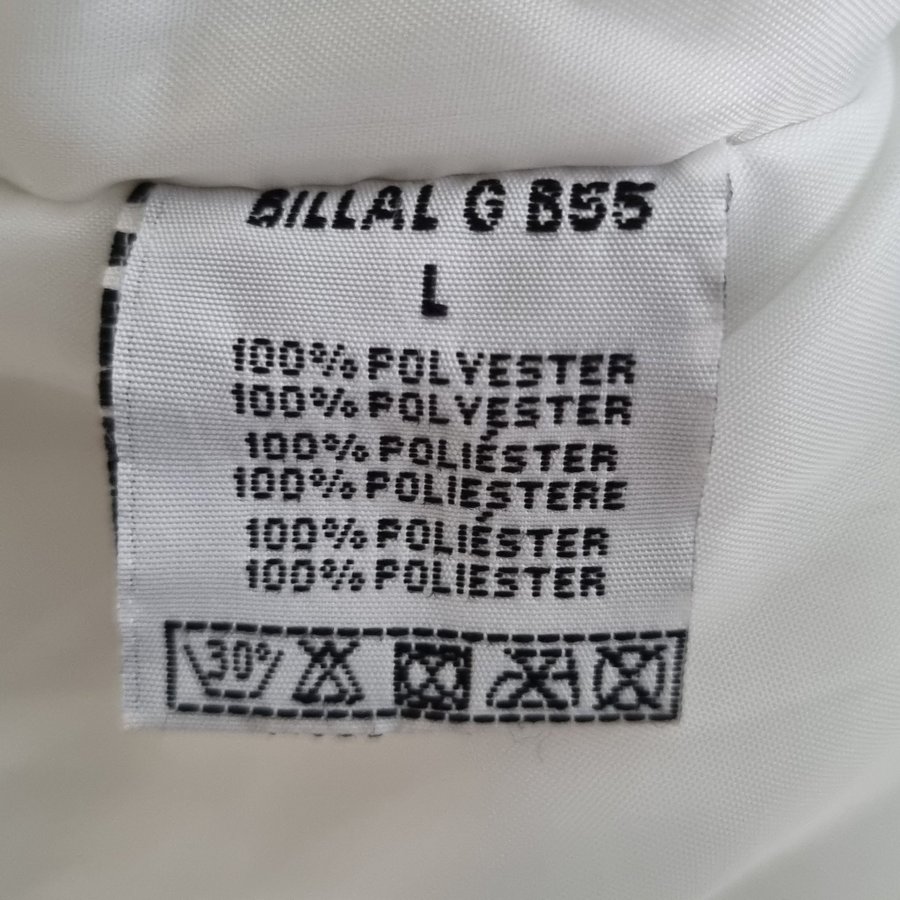 BILLAL G B55
L
100% POLYESTER
100% POLYESTER
100% POLIÉSTER
100% POLIESTERE
100% POLIÉSTER
100% POLIESTER
30°